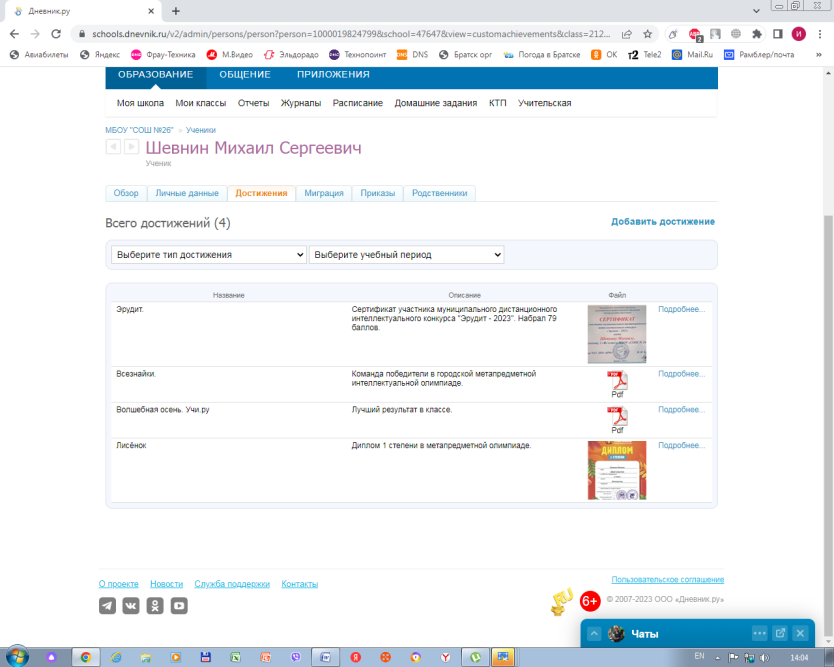 Дневник.ру
schools.dnevnik.ru/v2/admin/persons/person?person=1000019824799&school=47647&view=customachievements&class=212...
Авиабилеты Яндекс Фрау-Техника М.Видео Эльдорадо Технопоинт DNS Братск орг Погода в Братске OK Tele2 Mail.Ru Рамблер/почта »
ОБРАЗОВАНИЕ ОБЩЕНИЕ ПРИЛОЖЕНИЯ
Моя школа Мои классы Отчеты Журналы Расписание Домашние задания КТП Учительская
МБОУ "СОШ №26" » Ученики
Шевнин Михаил Сергеевич
Ученик
Обзор Личные данные Достижения Миграция Приказы Родственники
Всего достижений (4) Добавить достижение
Выберите тип достижения Выберите учебный период
Название Описание Файл
Эрудит. Сертификат участника муниципального дистанционного Подробнее...
интеллектуального конкурса "Эрудит - 2023". Набрал 79
баллов.
СЕРТИФИКАТ
Всезнайки. Команда победители в городской метапредметной Подробнее...
интеллектуальной олимпиаде.
Pdf
Волшебная осень. Учи.ру Лучший результат в классе. Подробнее...
Pdf
Лисёнок Диплом 1 степени в метапредметной олимпиаде. Подробнее...
ДИПЛОМ
О проекте Новости Служба поддержки Контакты Пользовательское соглашение
6+ © 2007-2023 ООО «Дневник.ру»
Чаты
EN 14:04